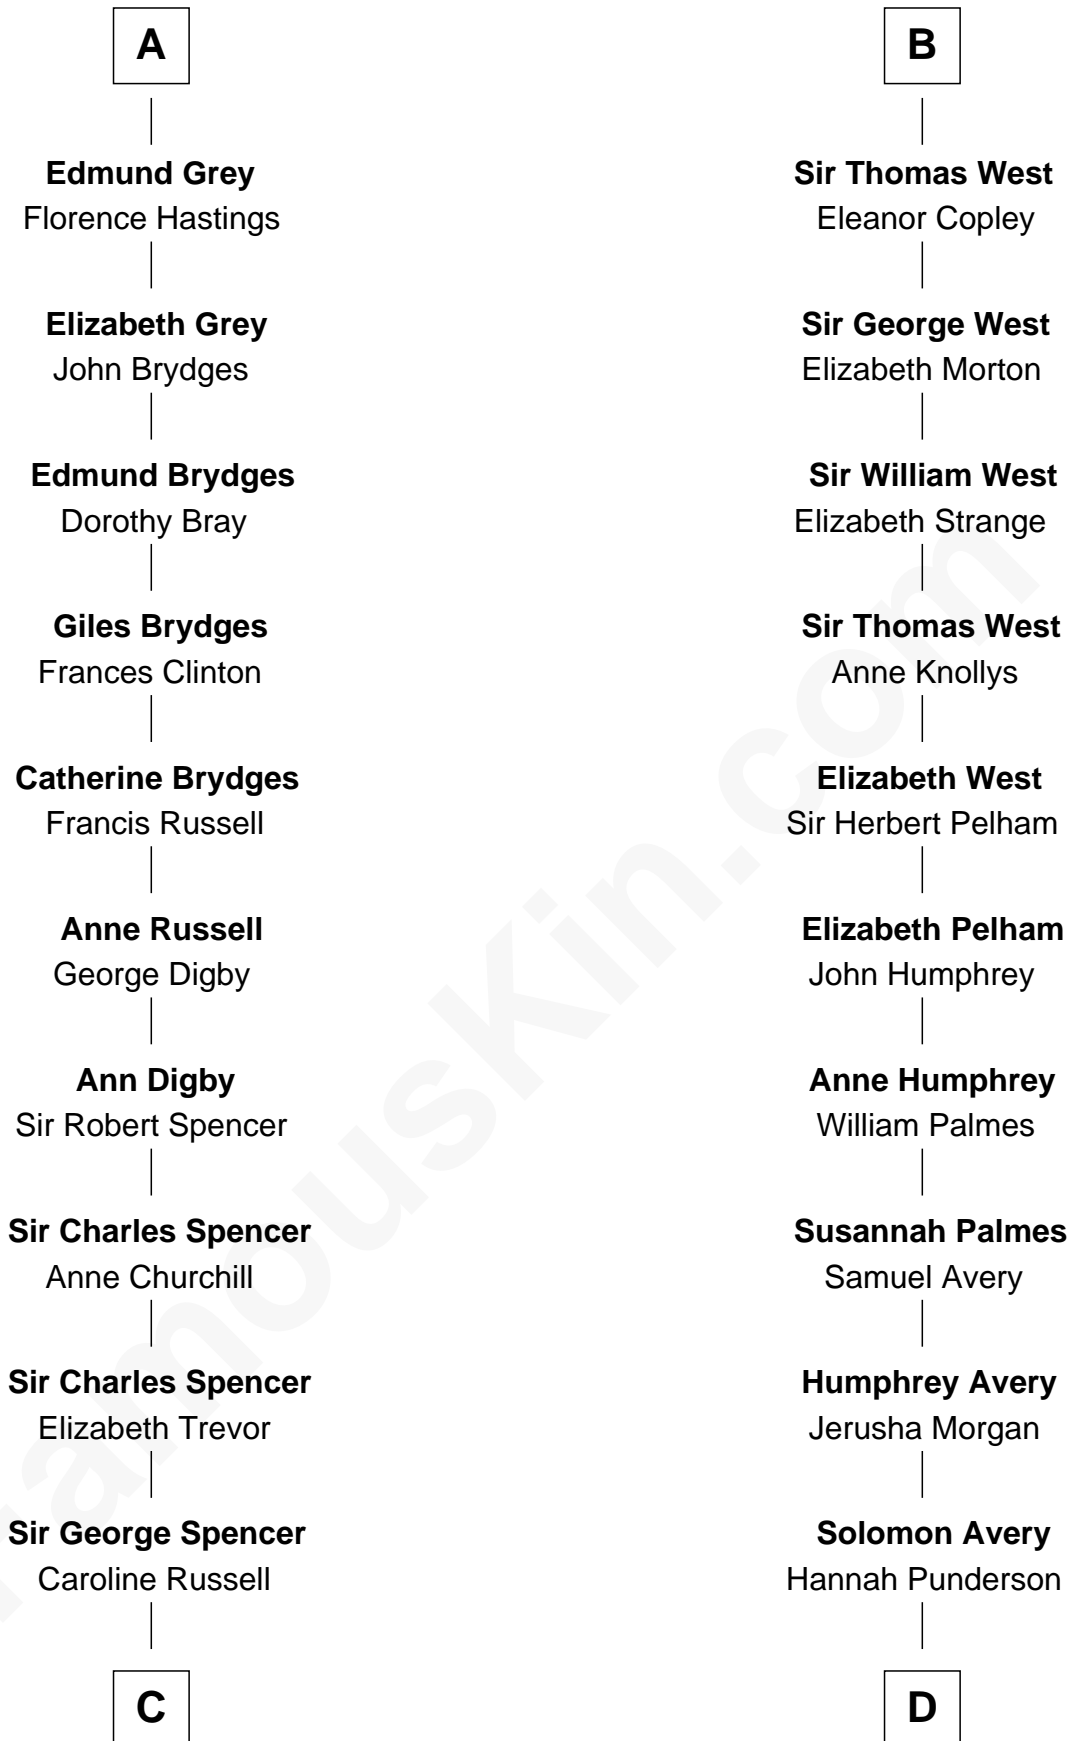 A
Edmund Grey
Florence Hastings
Elizabeth Grey
John Brydges
Edmund Brydges
Dorothy Bray
Giles Brydges
Frances Clinton
Catherine Brydges
Francis Russell
Anne Russell
George Digby
Ann Digby
Sir Robert Spencer
Sir Charles Spencer
Anne Churchill
Sir Charles Spencer
Elizabeth Trevor
Sir George Spencer
Caroline Russell
C
B
Sir Thomas West
Eleanor Copley
Sir George West
Elizabeth Morton
Sir William West
Elizabeth Strange
Sir Thomas West
Anne Knollys
Elizabeth West
Sir Herbert Pelham
Elizabeth Pelham
John Humphrey
Anne Humphrey
William Palmes
Susannah Palmes
Samuel Avery
Humphrey Avery
Jerusha Morgan
Solomon Avery
Hannah Punderson
D
FamousKin.com